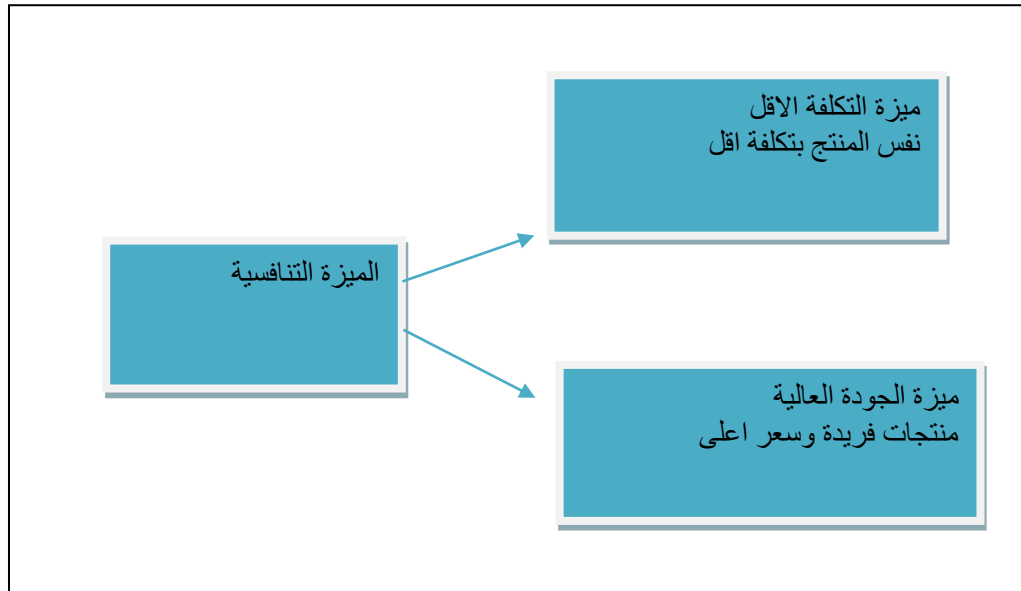 ميزة التكلفة الاقل
نفس المنتج بتكلفة اقل
الميزة التنافسية
ميزة الجودة العالية
منتجات فريدة وسعر اعلى